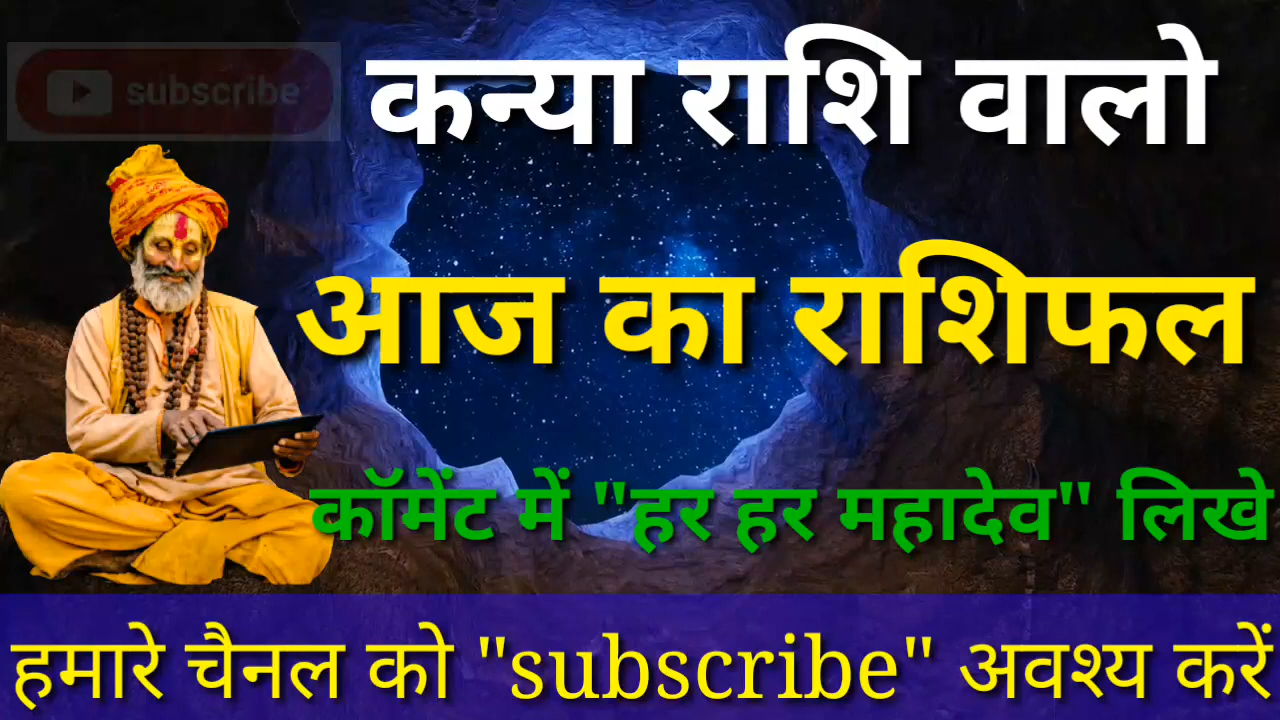 subscribe
कन्या राशि वालो
आज का राशिफल
कॉमेंट में "हर हर महादेव" लिखे
हमारे चैनल को "subscribe" अवश्य करें